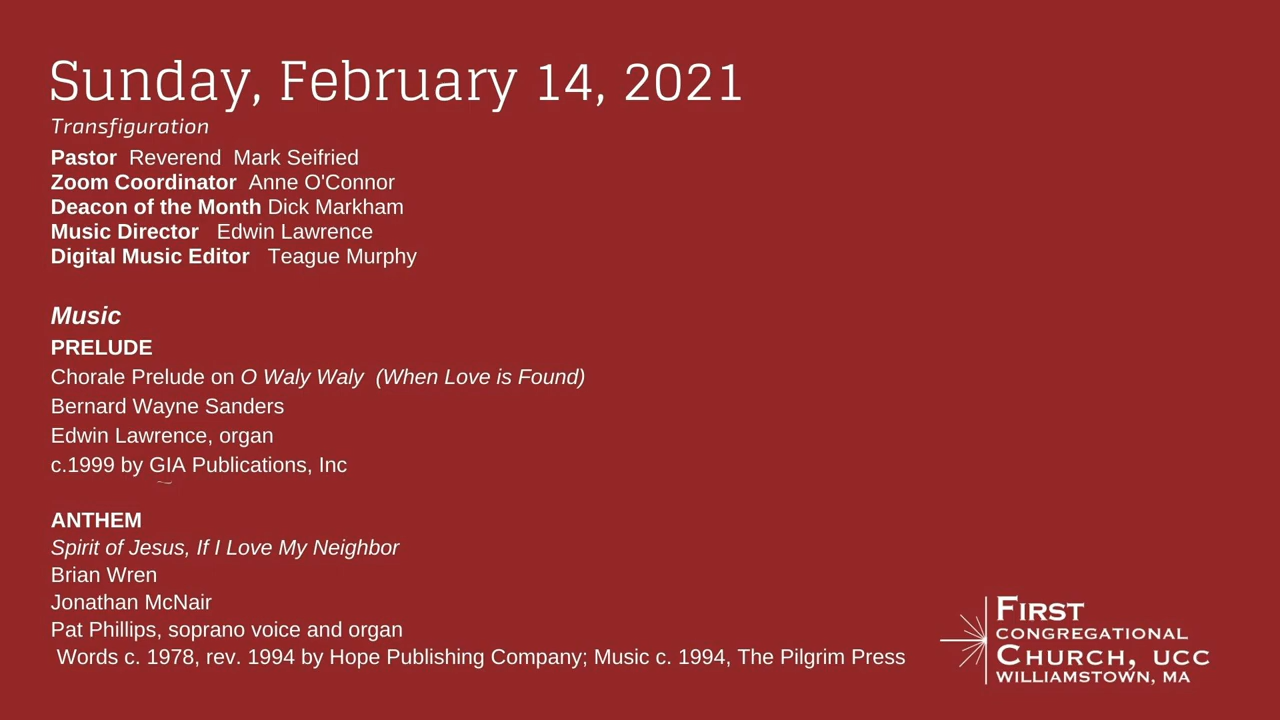 Sunday, February 14, 2021
Transfiguration
Pastor Reverend Mark Seifried
Zoom Coordinator Anne O'Connor
Deacon of the Month Dick Markham
Music Director Edwin Lawrence
Digital Music Editor Teague Murphy
Music
PRELUDE
Chorale Prelude on O Waly Waly (When Love is Found)
Bernard Wayne Sanders
Edwin Lawrence, organ
c.1999 by GIA Publications, Inc
~
ANTHEM
Spirit of Jesus, If I Love My Neighbor
Brian Wren
Jonathan McNair
Pat Phillips, soprano voice and organ
Words c. 1978, rev. 1994 by Hope Publishing Company; Music c. 1994, The Pilgrim Press
FIRST
CONGREGATIONAL
CHURCH, UCC
WILLIAMSTOWN, MA